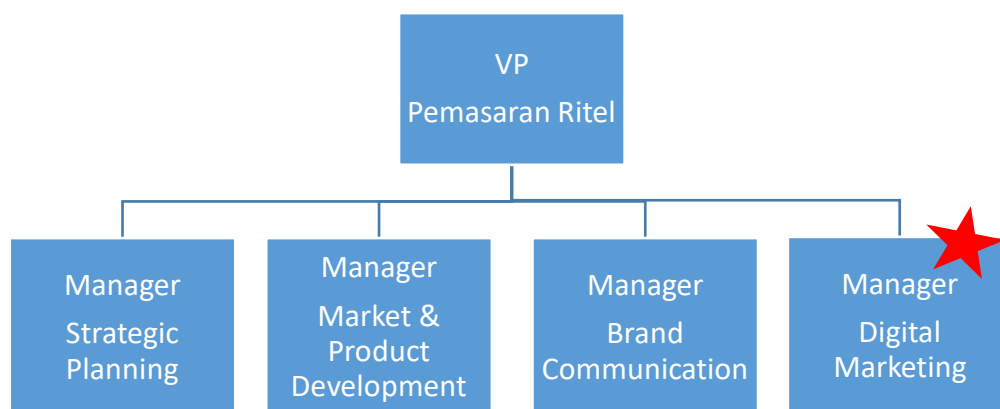 VP
Pemasaran Ritel
Manager
Strategic
Planning
Manager
Market &
Product
Development
Manager
Brand
Communication
Manager
Digital
Marketing